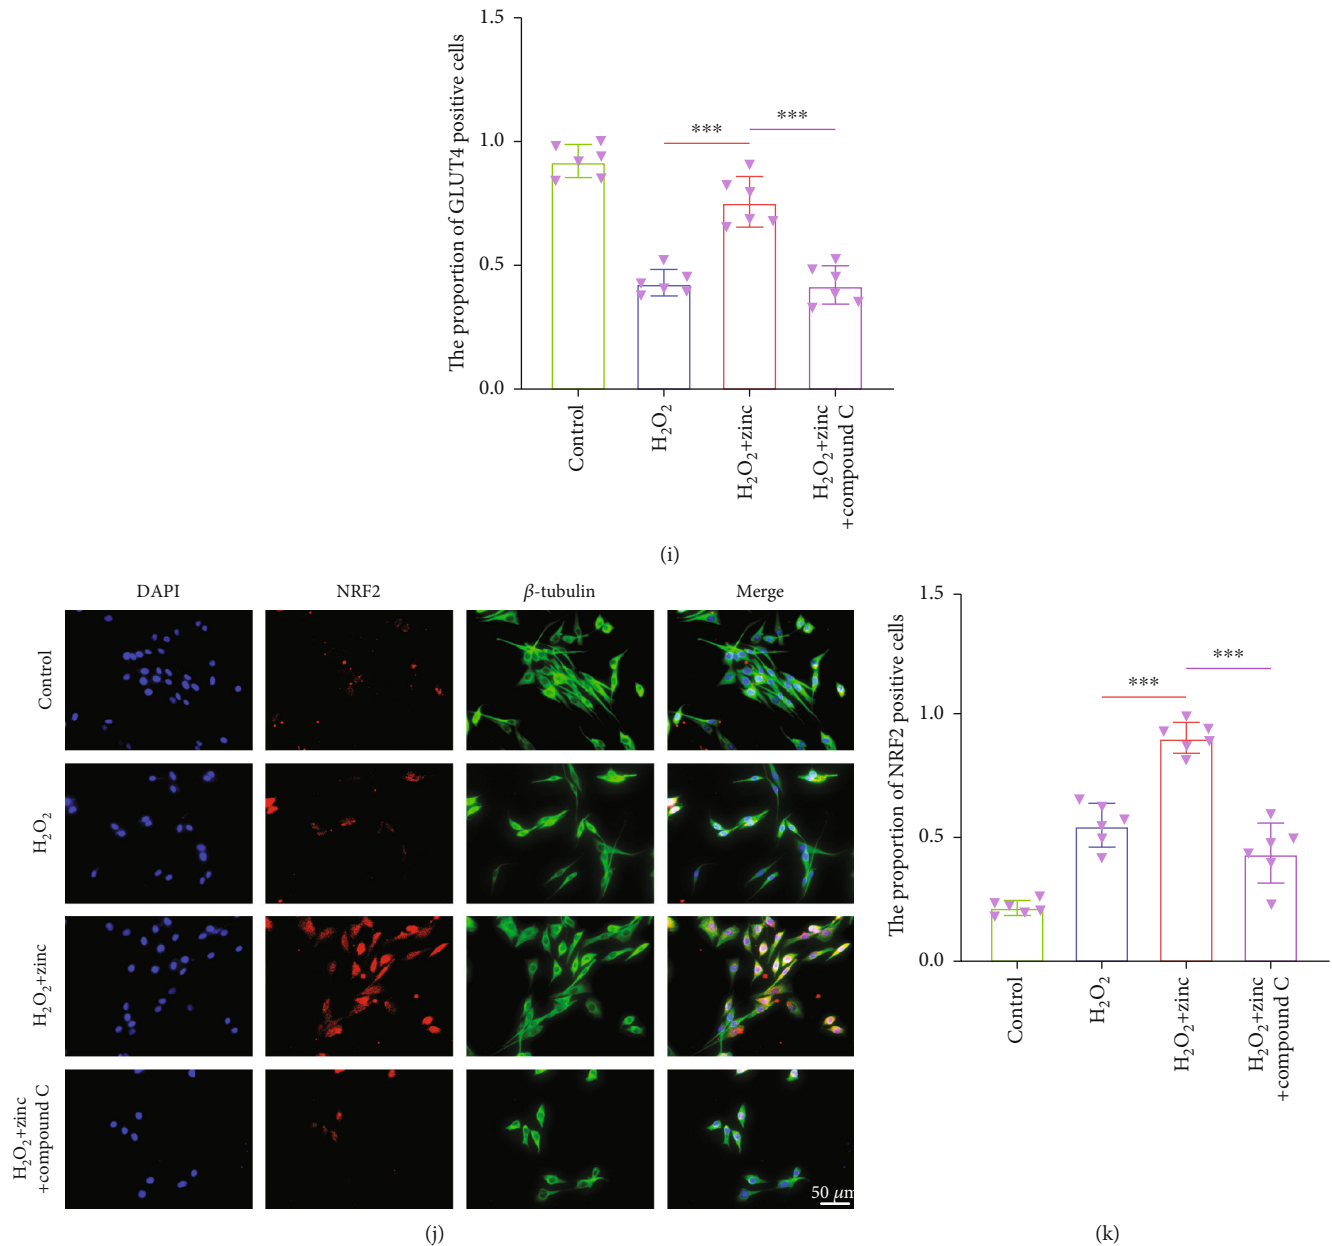 The proportion of GLUT4 positive cells
1.5
1.0
0.5
0.0
***
***
Control
H₂O₂
H₂O₂+zinc
H₂O₂+zinc
+compound C
(i)
DAPI
NRF2
β-tubulin
Merge
Control
H₂O₂
H₂O₂+zinc
H₂O₂+zinc
+compound C
50 μm
(j)
The proportion of NRF2 positive cells
1.5
1.0
0.5
0.0
***
***
Control
H₂O₂
H₂O₂+zinc
H₂O₂+zinc
+compound C
(k)